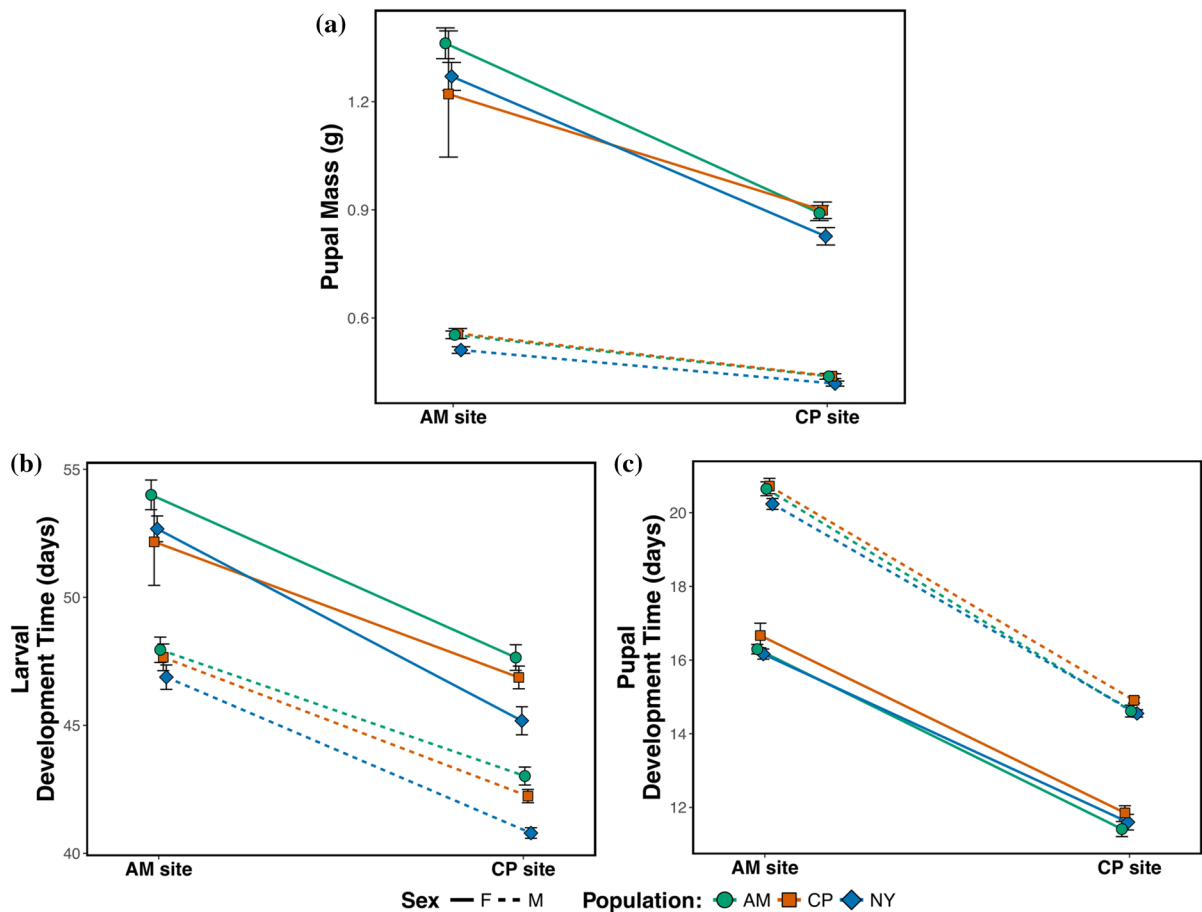 (a)
Pupal Mass (g)
1.2
0.9
0.6
AM site
CP site
(b)
Larval
Development Time (days)
55
50
45
40
AM site
CP site
(c)
Pupal
Development Time (days)
20
18
16
14
12
AM site
CP site
Sex F M Population: AM CP NY